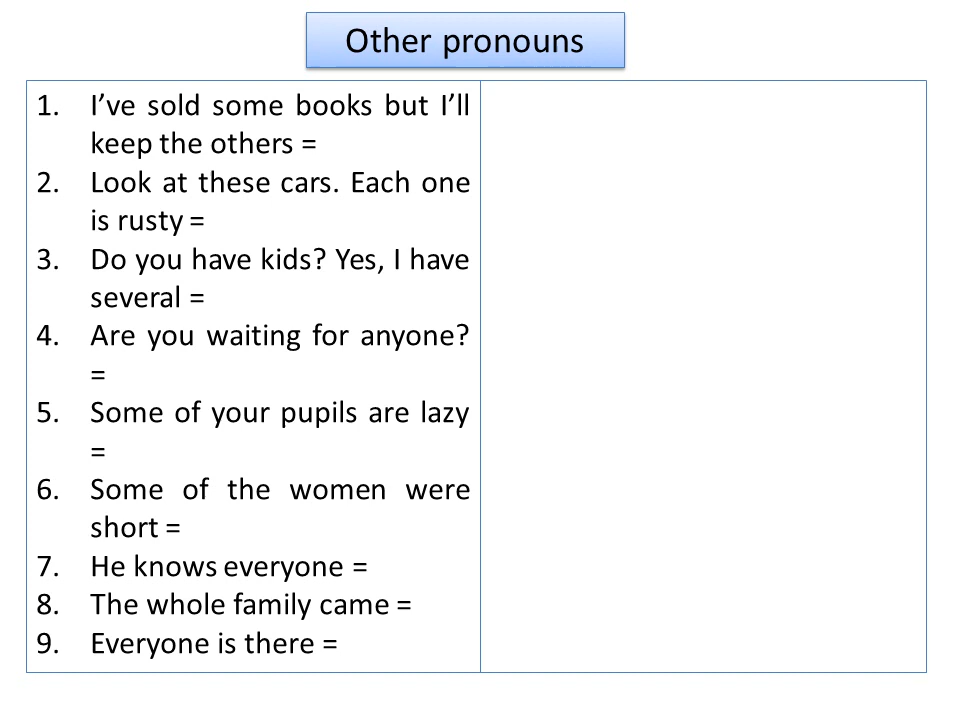 Other pronouns
1. I’ve sold some books but I’ll
keep the others =
2. Look at these cars. Each one
is rusty =
3. Do you have kids? Yes, I have
several =
4. Are you waiting for anyone?
=
5. Some of your pupils are lazy
=
6. Some of the women were
short =
7. He knows everyone =
8. The whole family came =
9. Everyone is there =